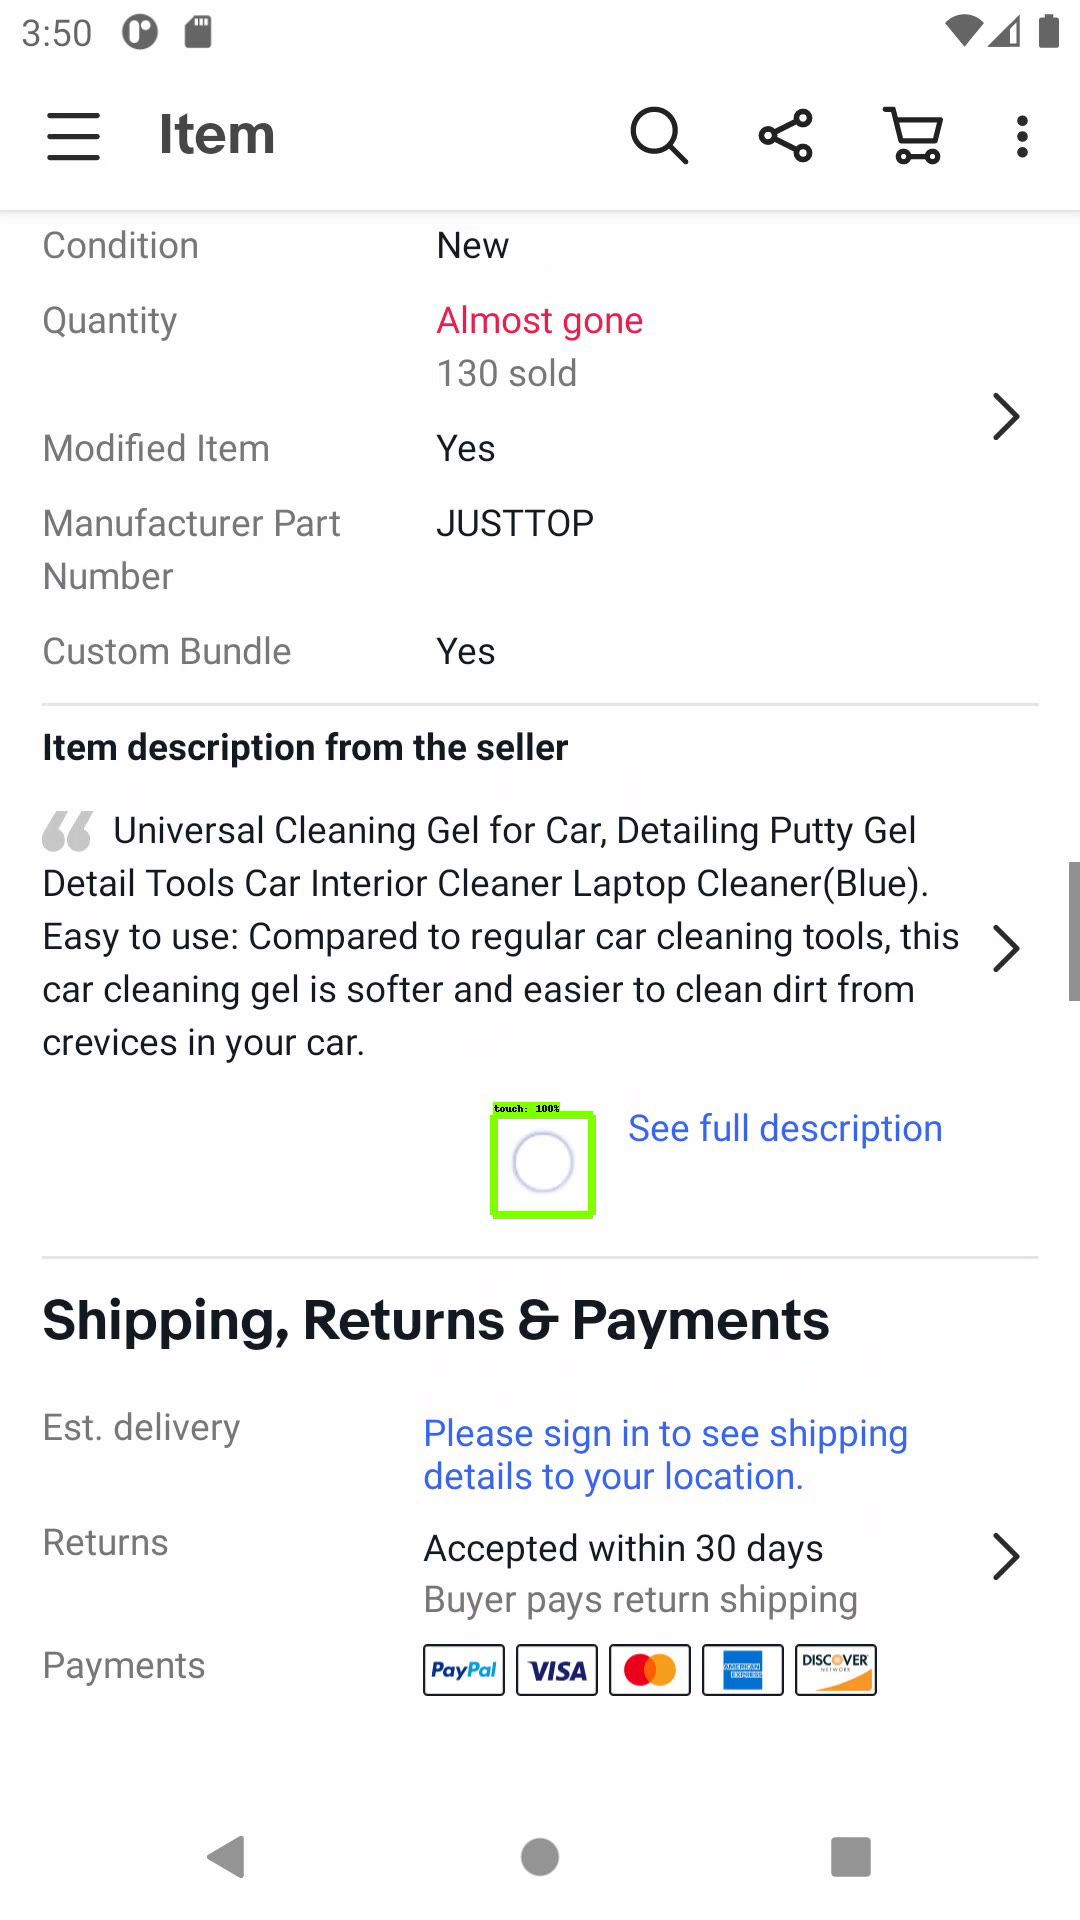 3:50
Item
Condition New
Quantity Almost gone
130 sold
Modified Item Yes
Manufacturer Part Number JUSTTOP
Custom Bundle Yes
Item description from the seller
Universal Cleaning Gel for Car, Detailing Putty Gel
Detail Tools Car Interior Cleaner Laptop Cleaner(Blue).
Easy to use: Compared to regular car cleaning tools, this
car cleaning gel is softer and easier to clean dirt from
crevices in your car.
touch: 100%
See full description
Shipping, Returns & Payments
Est. delivery Please sign in to see shipping
details to your location.
Returns Accepted within 30 days
Buyer pays return shipping
Payments PayPal VISA AMERICAN EXPRESS DISCOVER NETWORK